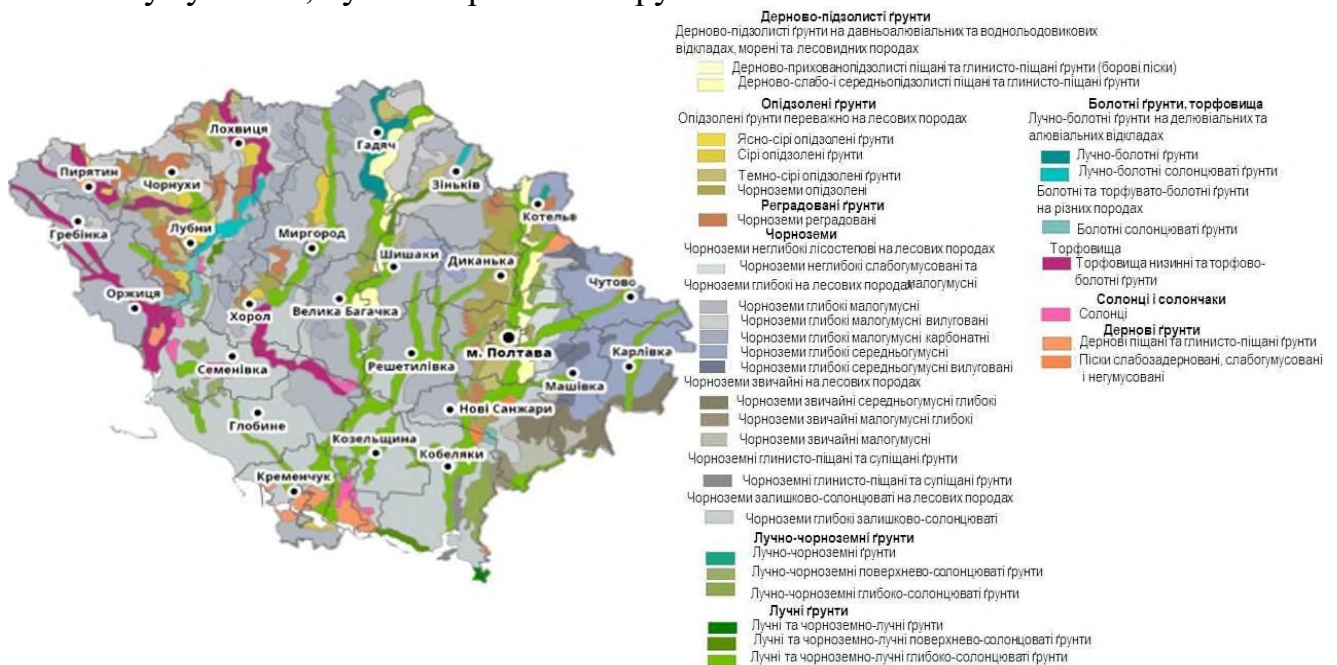 Лохвиця
Гадяч
Пирятин
Чорнухи
Зіньків
Котельв
Гребінка
Лубни
Миргород
Шишаки
Диканька
Чутово
Оржиця
Хорол
Велика Багачка
м. Полтава
Карлівка
Семенівка
Решетилівка
Машівка
Нові Санжари
Глобине
Козельщина
Кобеляки
Кременчук
Дерново-підзолисті ґрунти
Дерново-підзолисті ґрунти на давньоалювіальних та воднольодовикових
відкладах, морені та лесовидних породах
Дерново-прихованопідзолисті піщані та глинисто-піщані ґрунти (борові піски)
Дерново-слабо-і середньопідзолисті піщані та глинисто-піщані ґрунти
Опідзолені ґрунти
Опідзолені ґрунти переважно на лесових породах
Ясно-сірі опідзолені ґрунти
Сірі опідзолені ґрунти
Темно-сірі опідзолені ґрунти
Чорноземи опідзолені
Реградовані ґрунти
Чорноземи реградовані
Чорноземи
Чорноземи неглибокі лісостепові на лесових породах
Чорноземи неглибокі слабогумусовані та
малогумусні
Чорноземи глибокі на лесових породах
Чорноземи глибокі малогумусні
Чорноземи глибокі малогумусні вилуговані
Чорноземи глибокі малогумусні карбонатні
Чорноземи глибокі середньогумусні
Чорноземи глибокі середньогумусні вилуговані
Чорноземи звичайні на лесових породах
Чорноземи звичайні середньогумусні глибокі
Чорноземи звичайні малогумусні глибокі
Чорноземи звичайні малогумусні
Чорноземні глинисто-піщані та супіщані ґрунти
Чорноземні глинисто-піщані та супіщані ґрунти
Чорноземи залишково-солонцюваті на лесових породах
Чорноземи глибокі залишково-солонцюваті
Лучно-чорноземні ґрунти
Лучно-чорноземні ґрунти
Лучно-чорноземні поверхнево-солонцюваті ґрунти
Лучно-чорноземні глибоко-солонцюваті ґрунти
Лучні ґрунти
Лучні та чорноземно-лучні ґрунти
Лучні та чорноземно-лучні поверхнево-солонцоваті ґрунти
Лучні та чорноземно-лучні глибоко-солонцюваті ґрунти
Болотні ґрунти, торфовища
Лучно-болотні ґрунти на делювіальних та
алювіальних відкладах
Лучно-болотні ґрунти
Лучно-болотні солонцюваті ґрунти
Болотні та торфувато-болотні ґрунти
на різних породах
Болотні солонцюваті ґрунти
Торфовища
Торфовища низинні та торфово-
болотні ґрунти
Солонці і солончаки
Солонці
Дернові ґрунти
Дернові піщані та глинисто-піщані ґрунти
Піски слабозадерновані, слабогумусовані
і негумусовані